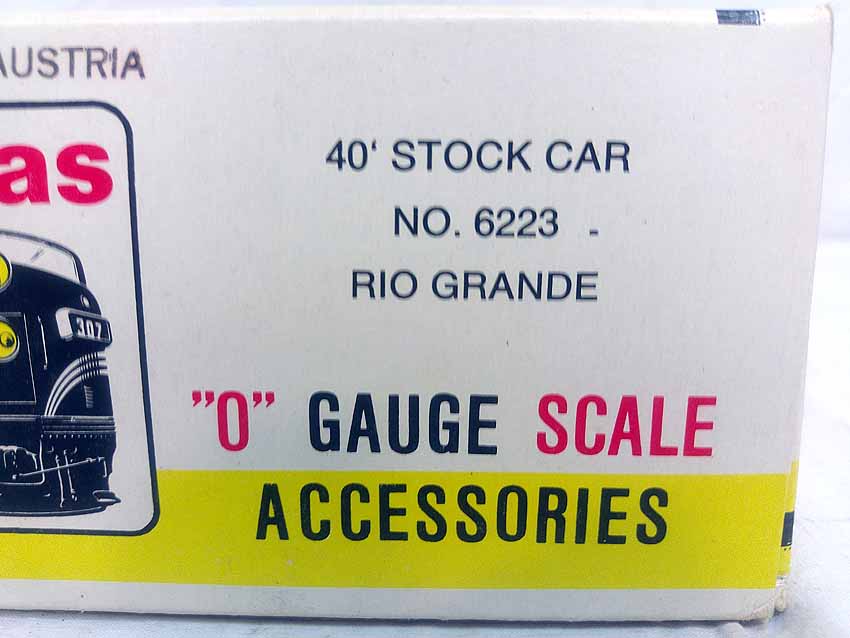 AUSTRIA
as
40' STOCK CAR
NO. 6223 -
RIO GRANDE
307
"O" GAUGE SCALE
ACCESSORIES